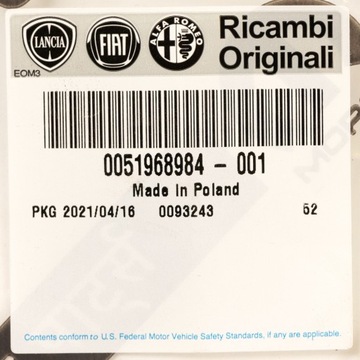 LANCIA FIAT ALFA ROMEO Ricambi
Originali
EOM3
0051968984 - 001
Made in Poland
PKG 2021/04/16 0093243 52
Contents conform to U.S. Federal Motor Vehicle Safety Standards, if any are applicable.